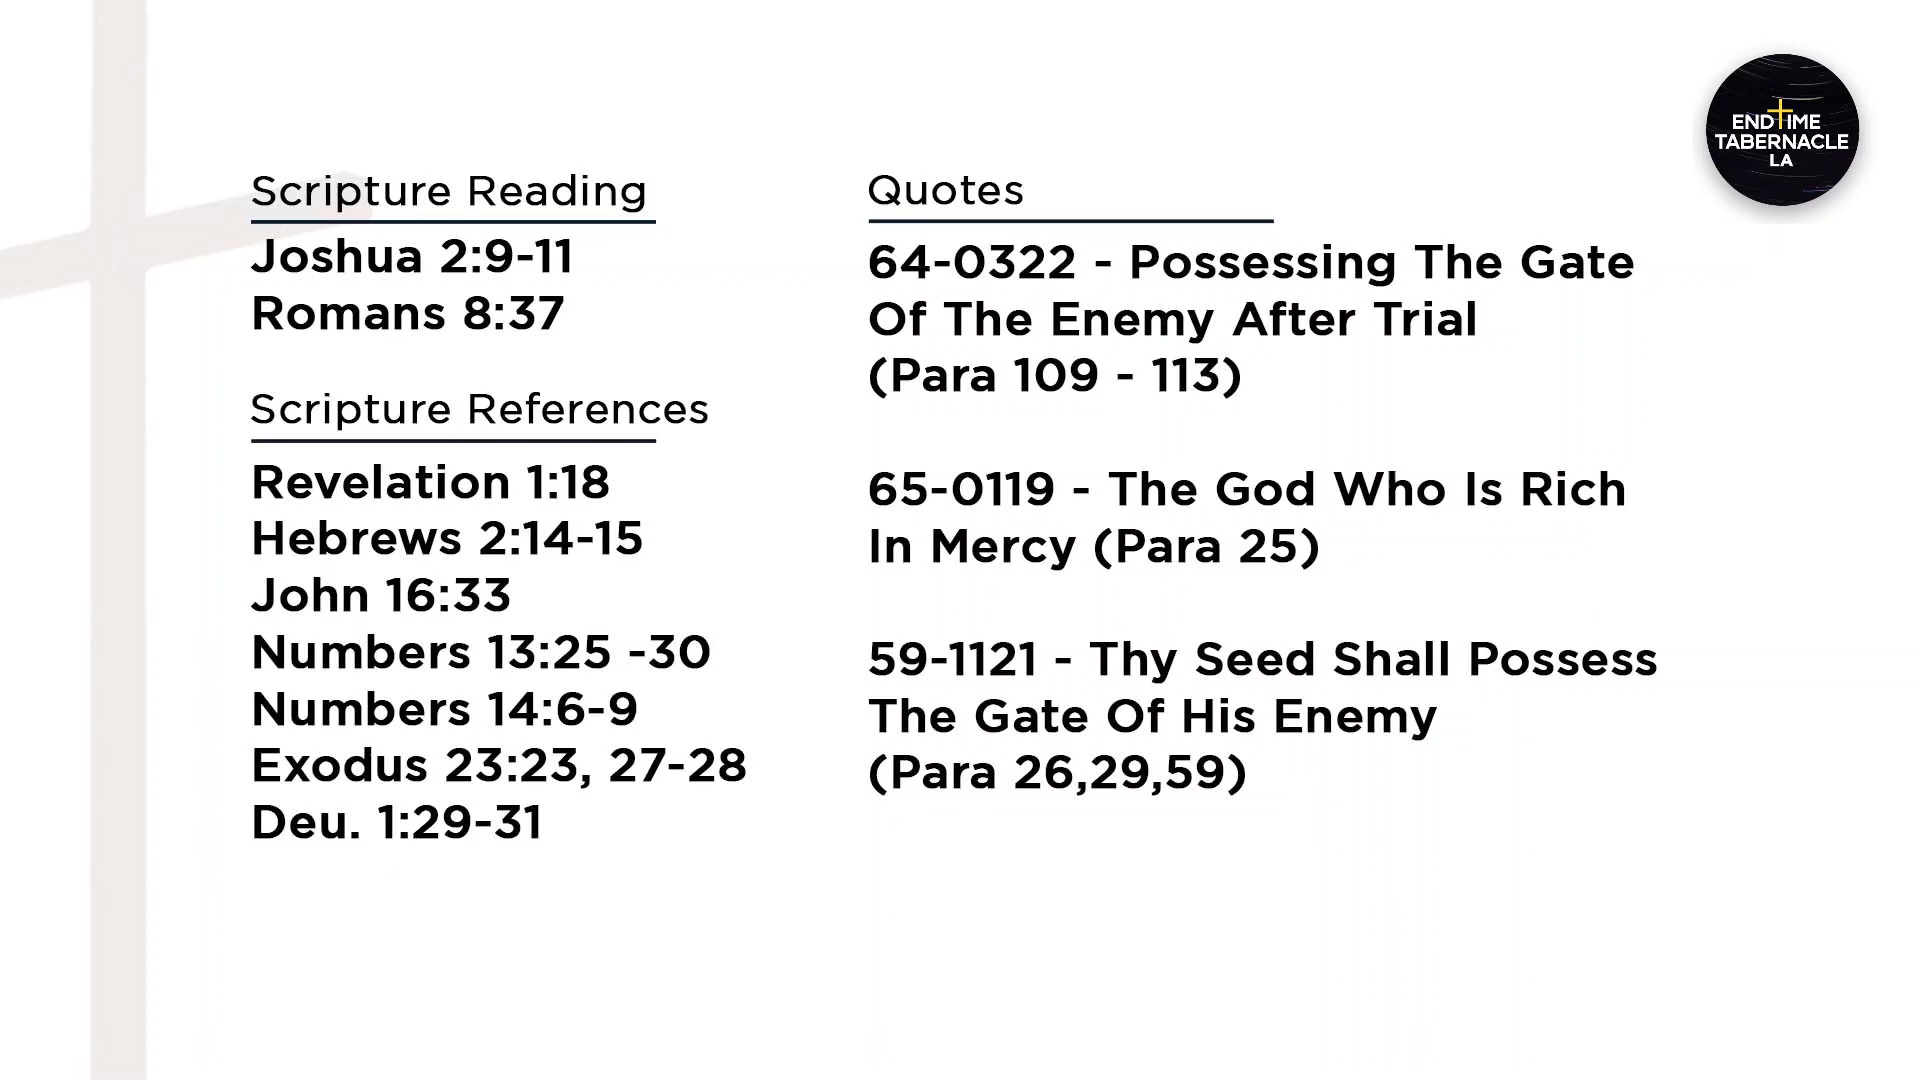 END TIME
TABERNACLE
LA
Scripture Reading
Joshua 2:9-11
Romans 8:37
Scripture References
Revelation 1:18
Hebrews 2:14-15
John 16:33
Numbers 13:25 -30
Numbers 14:6-9
Exodus 23:23, 27-28
Deu. 1:29-31
Quotes
64-0322 - Possessing The Gate
Of The Enemy After Trial
(Para 109 - 113)
65-0119 - The God Who Is Rich
In Mercy (Para 25)
59-1121 - Thy Seed Shall Possess
The Gate Of His Enemy
(Para 26,29,59)